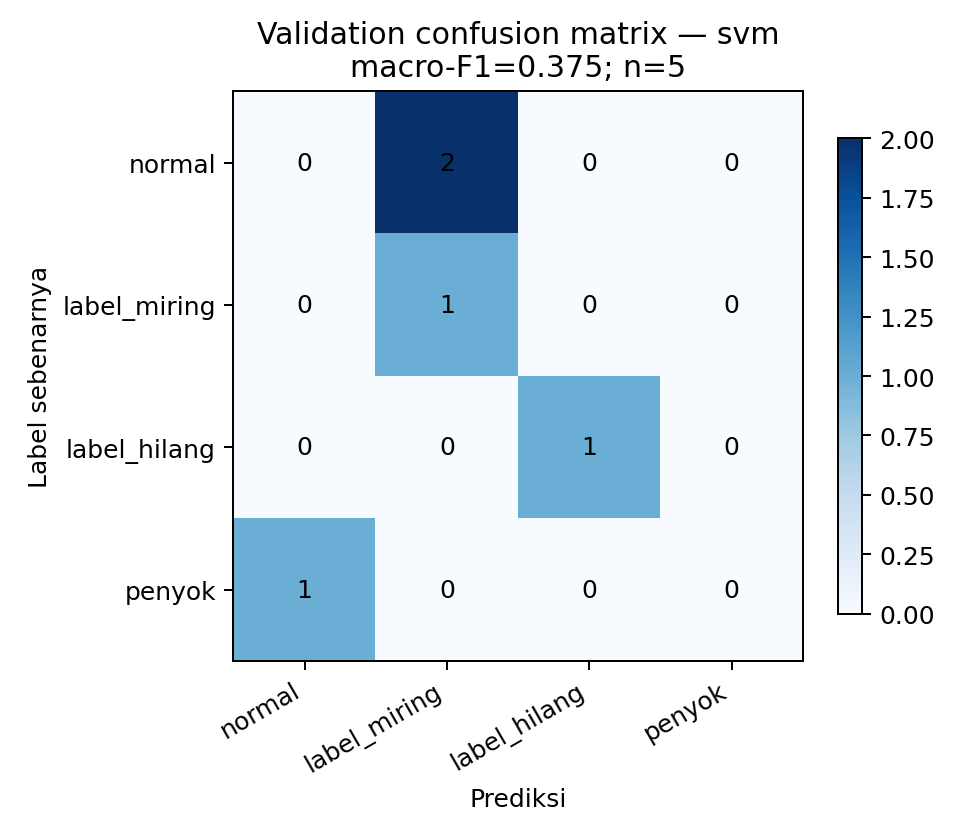 Validation confusion matrix — svm
macro-F1=0.375; n=5
normal 0 2 0 0
label_miring 0 1 0 0
label_hilang 0 0 1 0
penyok 1 0 0 0
Label sebenarnya
normal label_miring label_hilang penyok
Prediksi
2.00
1.75
1.50
1.25
1.00
0.75
0.50
0.25
0.00